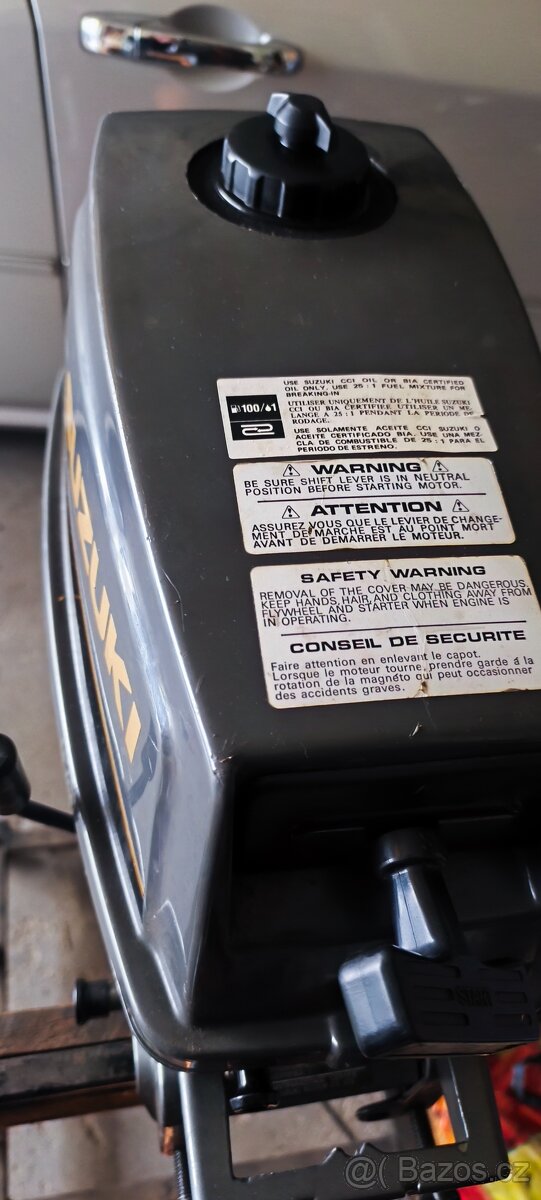 USE SUZUKI CCI OIL OR BIA CERTIFIED
OIL ONLY. USE 25 : 1 FUEL MIXTURE FOR
BREAKING-IN
100/1
UTILISER UNIQUEMENT DE L'HUILE SUZUKI
CCI OU BIA CERTIFIEE UTILISER UN ME-
LANGE A 25 : 1 PENDANT LA PERIODE DE
RODAGE.
USE SOLAMENTE ACEITE CCI SUZUKI O
ACEITE CERTIFICADO BIA. USE UNA MEZ-
CLA DE COMBUSTIBLE DE 25 : 1 PARA EL
PERIODO DE ESTRENO.
WARNING
BE SURE SHIFT LEVER IS IN NEUTRAL
POSITION BEFORE STARTING MOTOR.
ATTENTION
ASSUREZ VOUS QUE LE LEVIER DE CHANGE-
MENT DE MARCHE EST AU POINT MORT
AVANT DE DEMARRER LE MOTEUR.
SAFETY WARNING
REMOVAL OF THE COVER MAY BE DANGEROUS.
KEEP HANDS, HAIR, AND CLOTHING AWAY FROM
FLYWHEEL AND STARTER WHEN ENGINE IS
IN OPERATING.
CONSEIL DE SECURITE
Faire attention en enlevant le capot.
Lorsque le moteur tourne, prendre garde à la
rotation de la magnéto qui peut occasionner
des accidents graves.
SUZUKI
START
Bazos.cz